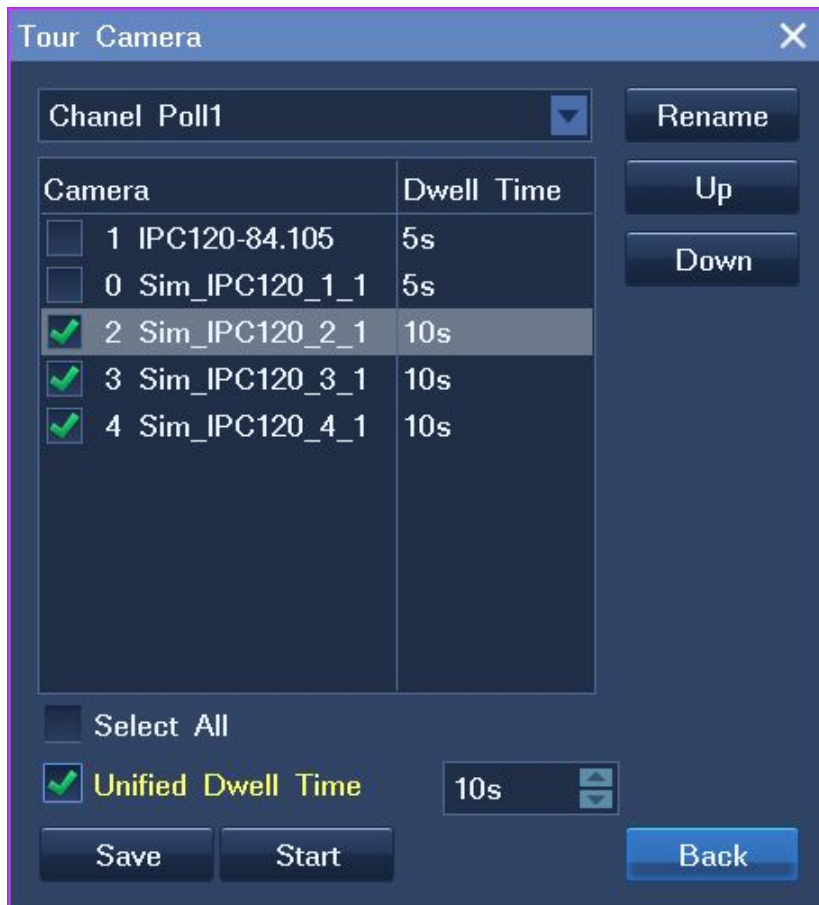 Tour Camera
Chanel Poll1
Rename
Camera Dwell Time
Up
1 IPC120-84.105 5s
Down
0 Sim_IPC120_1_1 5s
2 Sim_IPC120_2_1 10s
3 Sim_IPC120_3_1 10s
4 Sim_IPC120_4_1 10s
Select All
Unified Dwell Time 10s
Save Start Back